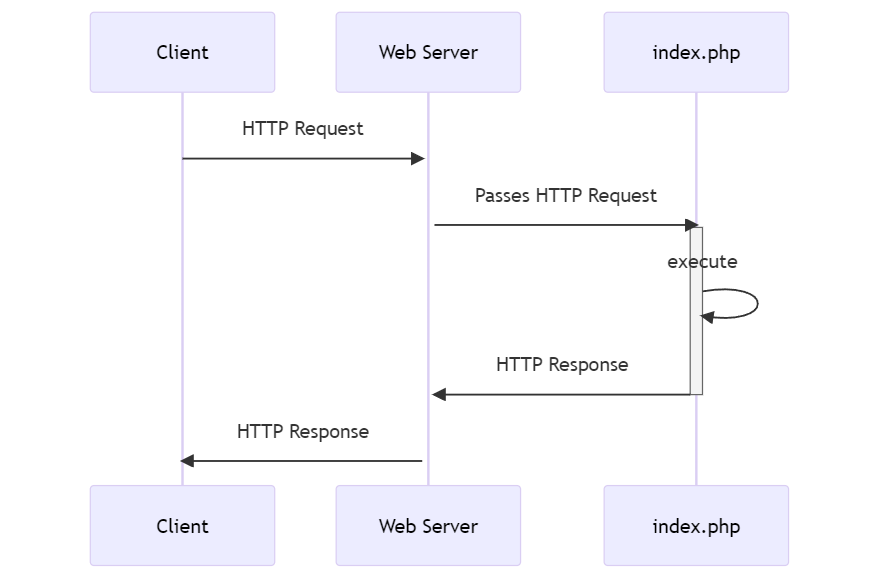 Client
Web Server
index.php
HTTP Request
Passes HTTP Request
execute
HTTP Response
HTTP Response
Client
Web Server
index.php